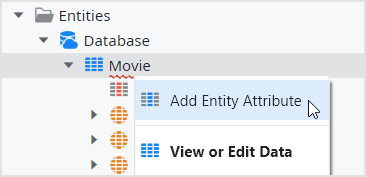 Entities
Database
Movie
Add Entity Attribute
View or Edit Data